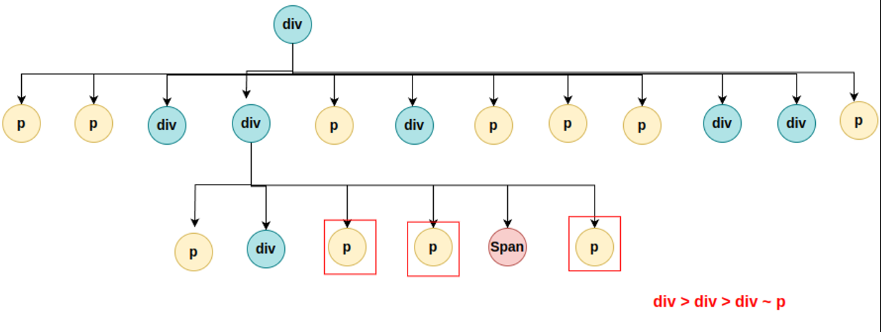 div
p p div div p div p p p div div p
p div p p Span p
div > div > div ~ p